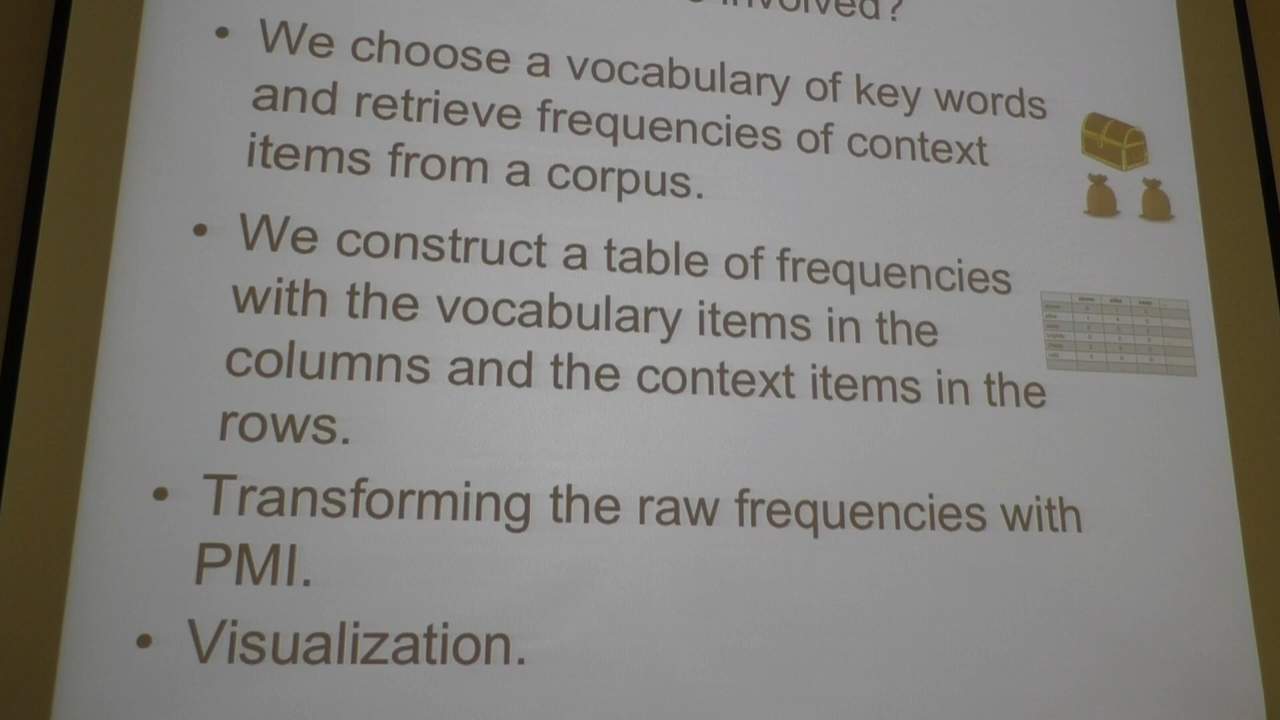 involved?
• We choose a vocabulary of key words
and retrieve frequencies of context
items from a corpus.
• We construct a table of frequencies
with the vocabulary items in the
columns and the context items in the
rows.
• Transforming the raw frequencies with
PMI.
• Visualization.